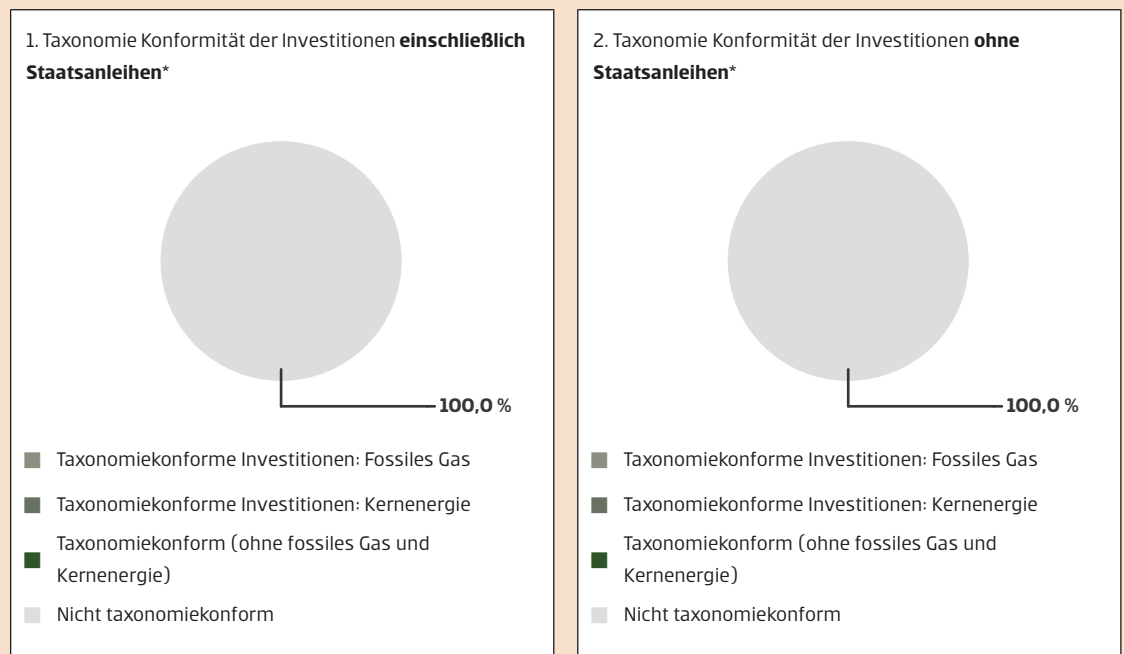 1. Taxonomie Konformität der Investitionen einschließlich
Staatsanleihen*
100,0 %
Taxonomiekonforme Investitionen: Fossiles Gas
Taxonomiekonforme Investitionen: Kernenergie
Taxonomiekonform (ohne fossiles Gas und
Kernenergie)
Nicht taxonomiekonform
2. Taxonomie Konformität der Investitionen ohne
Staatsanleihen*
100,0 %
Taxonomiekonforme Investitionen: Fossiles Gas
Taxonomiekonforme Investitionen: Kernenergie
Taxonomiekonform (ohne fossiles Gas und
Kernenergie)
Nicht taxonomiekonform